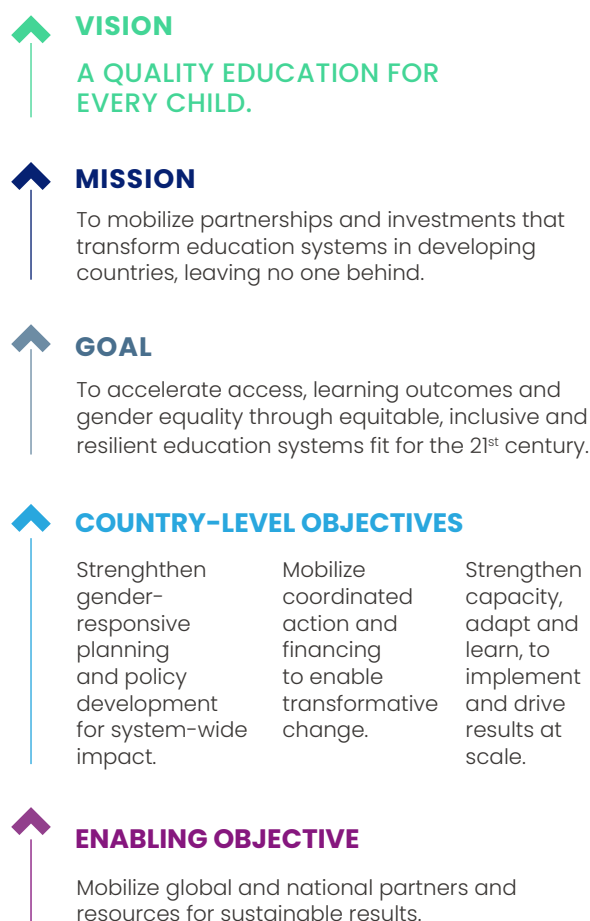 VISION
A QUALITY EDUCATION FOR
EVERY CHILD.
MISSION
To mobilize partnerships and investments that
transform education systems in developing
countries, leaving no one behind.
GOAL
To accelerate access, learning outcomes and
gender equality through equitable, inclusive and
resilient education systems fit for the 21st century.
COUNTRY-LEVEL OBJECTIVES
Strenghthen
gender-
responsive
planning
and policy
development
for system-wide
impact.
Mobilize
coordinated
action and
financing
to enable
transformative
change.
Strengthen
capacity,
adapt and
learn, to
implement
and drive
results at
scale.
ENABLING OBJECTIVE
Mobilize global and national partners and
resources for sustainable results.